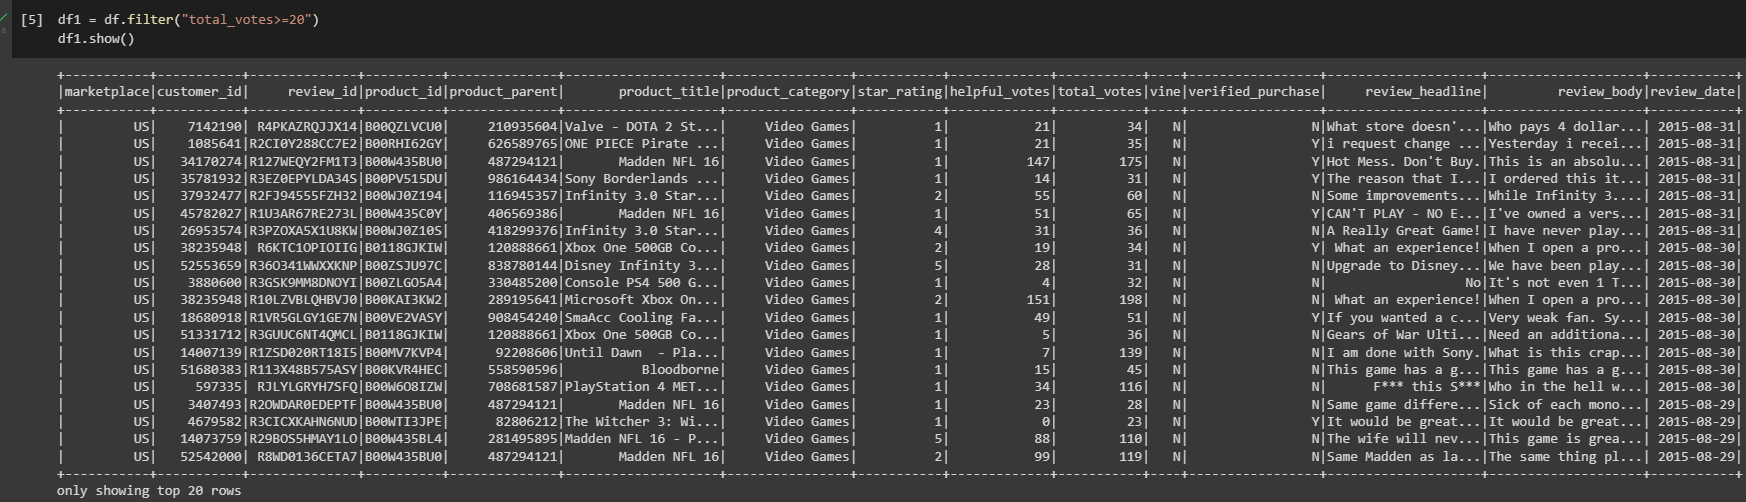 [5] df1 = df.filter("total_votes>=20")
df1.show()
+-----------+-----------+--------------+----------+--------------+--------------------+----------------+-----------+-------------+-----------+----+-----------------+--------------------+--------------------+-----------+
|marketplace|customer_id|     review_id|product_id|product_parent|       product_title|product_category|star_rating|helpful_votes|total_votes|vine|verified_purchase|     review_headline|         review_body|review_date|
+-----------+-----------+--------------+----------+--------------+--------------------+----------------+-----------+-------------+-----------+----+-----------------+--------------------+--------------------+-----------+
|         US|    7142190| R4PKAZRQJJX14|B00QZLVCU0|     210935604|Valve - DOTA 2 St...|     Video Games|          1|           21|         34|   N|                N|What store doesn'...|Who pays 4 dollar...| 2015-08-31|
|         US|    1085641|R2CI0Y288CC7E2|B00RHI62GY|     626589765|ONE PIECE Pirate ...|     Video Games|          1|           21|         35|   N|                Y|i request change ...|Yesterday i recei...| 2015-08-31|
|         US|   34170274|R127WEQY2FM1T3|B00W435BU0|     487294121|        Madden NFL 16|     Video Games|          1|          147|        175|   N|                Y|Hot Mess. Don't Buy.|This is an absolu...| 2015-08-31|
|         US|   35781932|R3EZ0EPYLDA34S|B00PV515DU|     986164434|Sony Borderlands ...|     Video Games|          1|           14|         31|   N|                Y|The reason that I...|I ordered this it...| 2015-08-31|
|         US|   37932477|R2FJ94555FZH32|B00WJ0Z194|     116945357|Infinity 3.0 Star...|     Video Games|          2|           55|         60|   N|                N|Some improvements...|While Infinity 3....| 2015-08-31|
|         US|   45782027|R1U3AR67RE273L|B00W435C0Y|     406569386|        Madden NFL 16|     Video Games|          1|           51|         65|   N|                Y|CAN'T PLAY - NO E...|I've owned a vers...| 2015-08-31|
|         US|   26953574|R3PZOXA5X1U8KW|B00WJ0Z10S|     418299376|Infinity 3.0 Star...|     Video Games|          4|           31|         36|   N|                N|A Really Great Game!|I have never play...| 2015-08-31|
|         US|   38235948| R6KTC1OPIOIIG|B0118GJKIW|     120888661|Xbox One 500GB Co...|     Video Games|          2|           19|         34|   N|                Y| What an experience!|When I open a pro...| 2015-08-30|
|         US|   52553659|R36O341WWXXKNP|B00ZSJU97C|     838780144|Disney Infinity 3...|     Video Games|          5|           28|         31|   N|                N|Upgrade to Disney...|We have been play...| 2015-08-30|
|         US|    3880600|R3GSK9MM8DNOYI|B00ZLGO5A4|     330485200|Console PS4 500 G...|     Video Games|          1|            4|         32|   N|                N|                  No|It's not even 1 T...| 2015-08-30|
|         US|   38235948|R10LZVBLQHBVJ0|B00KAI3KW2|     289195641|Microsoft Xbox On...|     Video Games|          2|          151|        198|   N|                N| What an experience!|When I open a pro...| 2015-08-30|
|         US|   18680918|R1VR5GLGY1GE7N|B00VE2VASY|     908454240|SmaAcc Cooling Fa...|     Video Games|          1|           49|         51|   N|                Y|If you wanted a c...|Very weak fan. Sy...| 2015-08-30|
|         US|   51331712|R3GUUC6NT4QMCL|B0118GJKIW|     120888661|Xbox One 500GB Co...|     Video Games|          1|            5|         36|   N|                N|Gears of War Ulti...|Need an additiona...| 2015-08-30|
|         US|   14007139|R1ZSD020RT18I5|B00MV7KVP4|      92208606|Until Dawn  - Pla...|     Video Games|          1|            7|        139|   N|                N|I am done with Sony.|What is this crap...| 2015-08-30|
|         US|   51680383|R113X48B575ASY|B00KVR4HEC|     558590596|           Bloodborne|     Video Games|          1|           15|         45|   N|                N|This game has a g...|This game has a g...| 2015-08-30|
|         US|     597335| RJLYLGRYH7SFQ|B00W6O8IZW|     708681587|PlayStation 4 MET...|     Video Games|          1|           34|        116|   N|                N|       F*** this S***|Who in the hell w...| 2015-08-30|
|         US|    3407493|R2OWDAR0EDEPTF|B00W435BU0|     487294121|        Madden NFL 16|     Video Games|          1|           23|         28|   N|                N|Same game differe...|Sick of each mono...| 2015-08-29|
|         US|    4679582|R3CICXKAHN6NUD|B00WTI3JPE|      82806212|The Witcher 3: Wi...|     Video Games|          1|            0|         23|   N|                Y|It would be great...|It would be great...| 2015-08-29|
|         US|   14073759|R29BOS5HMAY1LO|B00W435BL4|     281495895|Madden NFL 16 - P...|     Video Games|          5|           88|        110|   N|                N|The wife will nev...|This game is grea...| 2015-08-29|
|         US|   52542000| R8WD0136CETA7|B00W435BU0|     487294121|        Madden NFL 16|     Video Games|          2|           99|        119|   N|                N|Same Madden as la...|The same thing pl...| 2015-08-29|
+-----------+-----------+--------------+----------+--------------+--------------------+----------------+-----------+-------------+-----------+----+-----------------+--------------------+--------------------+-----------+
only showing top 20 rows